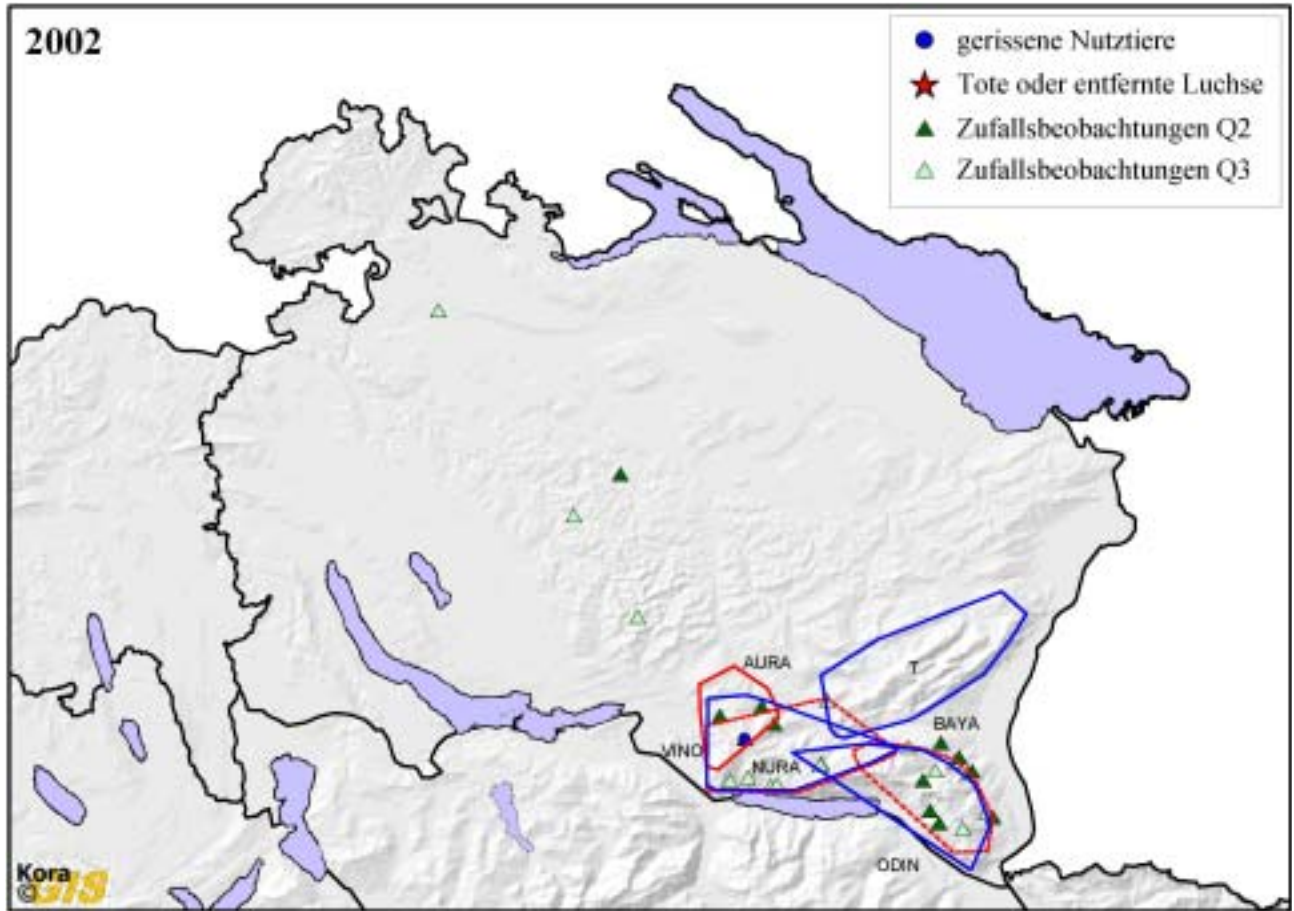 2002
gerissene Nutztiere
Tote oder entfernte Luchse
Zufallsbeobachtungen Q2
Zufallsbeobachtungen Q3
AURA
T
BAYA
VINO
NURA
ODIN
Kora
© GIS